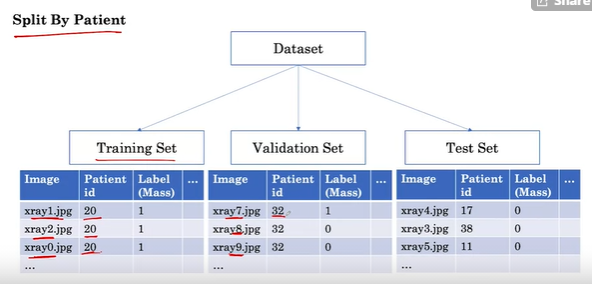 Share
Split By Patient
Dataset
Training Set
Validation Set
Test Set
Image Patient id Label (Mass) ...
xray1.jpg 20 1
xray2.jpg 20 1
xray0.jpg 20 1
...
Image Patient id Label (Mass) ...
xray7.jpg 32 1
xray8.jpg 32 0
xray9.jpg 32 0
...
Image Patient id Label (Mass) ...
xray4.jpg 17 0
xray3.jpg 38 0
xray5.jpg 11 0
...